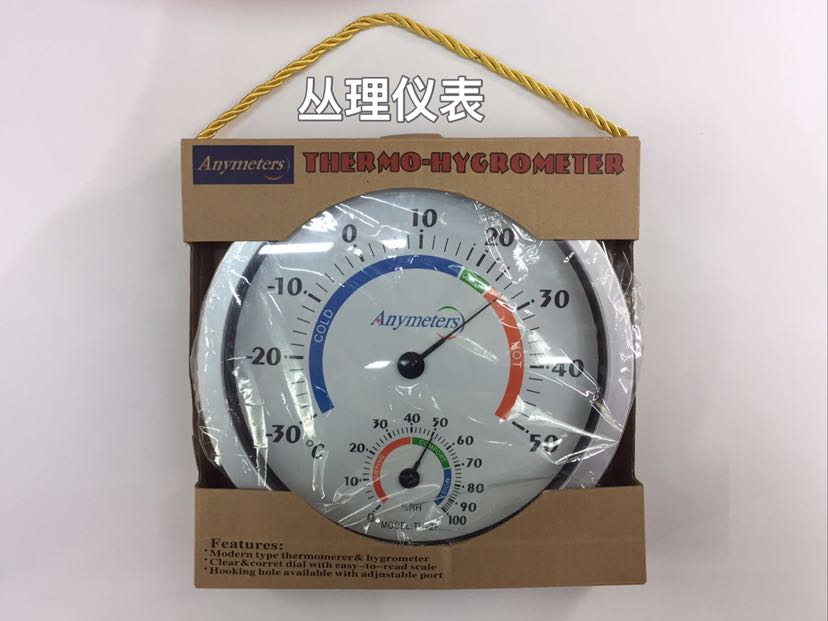 丛理仪表
Anymeters THERMO-HYGROMETER
-30 -20 -10 0 10 20 30 40 50
°C
COLD
HOT
Anymeters
0 10 20 30 40 50 60 70 80 90 100
COMFORT
%RH
MODEL
Features:
· Modern type thermomerer& hygrometer
· Clear&corret dial with easy-to-read scale
· Hooking hole available with adjustable port